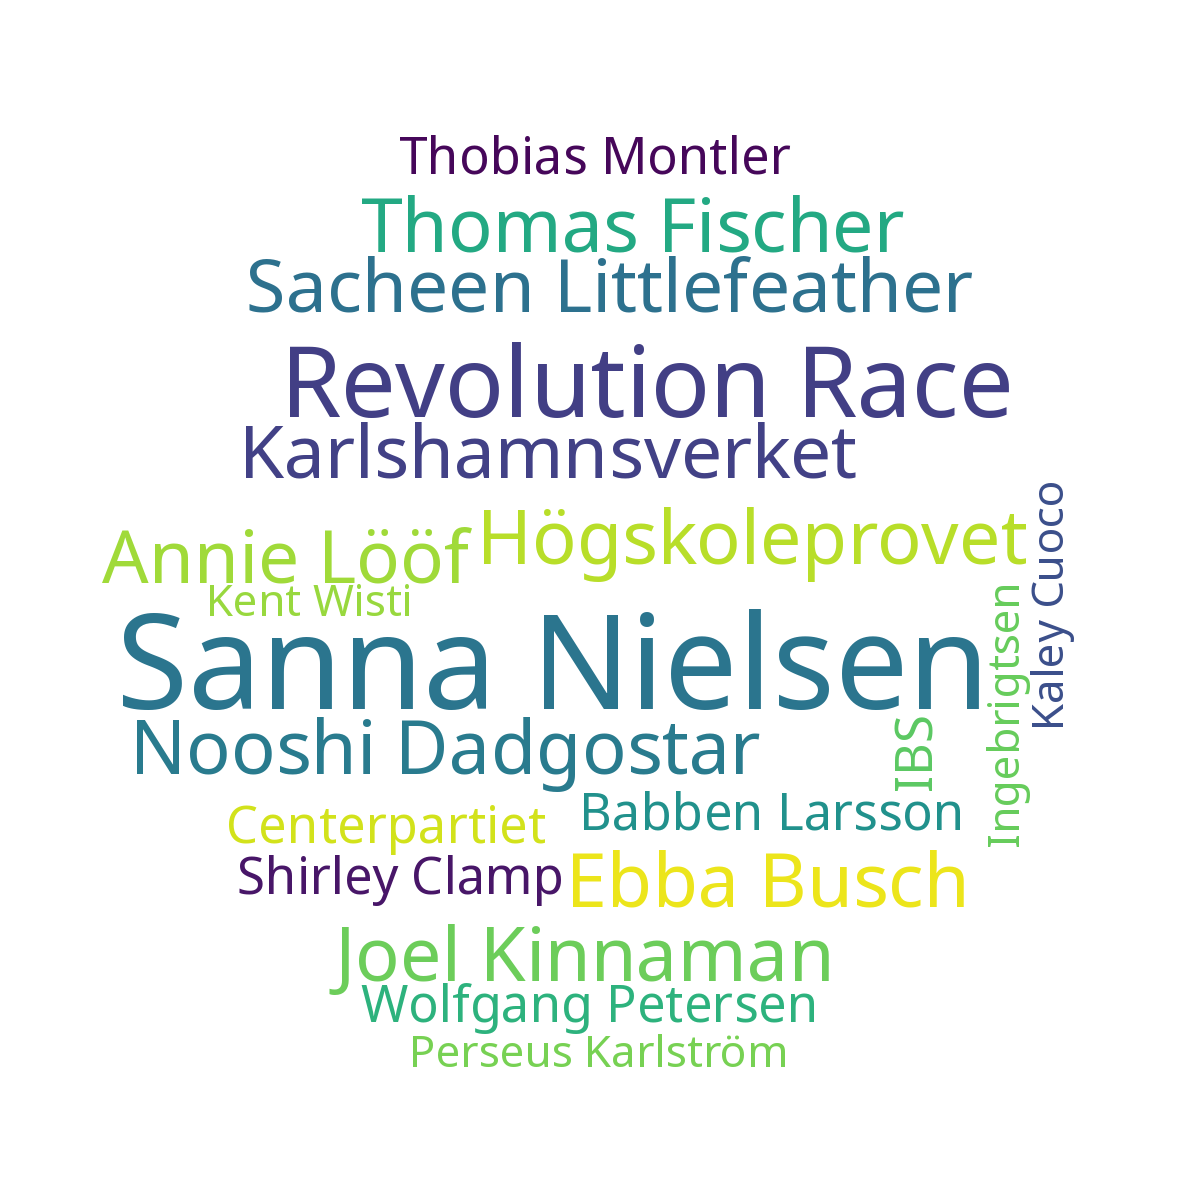 Thobias Montler
Thomas Fischer
Sacheen Littlefeather
Revolution Race
Karlshamnsverket
Högskoleprovet
Annie Lööf
Kaley Cuoco
Kent Wisti
Ingebrigtsen
Sanna Nielsen
Nooshi Dadgostar
IBS
Babben Larsson
Centerpartiet
Shirley Clamp
Ebba Busch
Joel Kinnaman
Wolfgang Petersen
Perseus Karlström